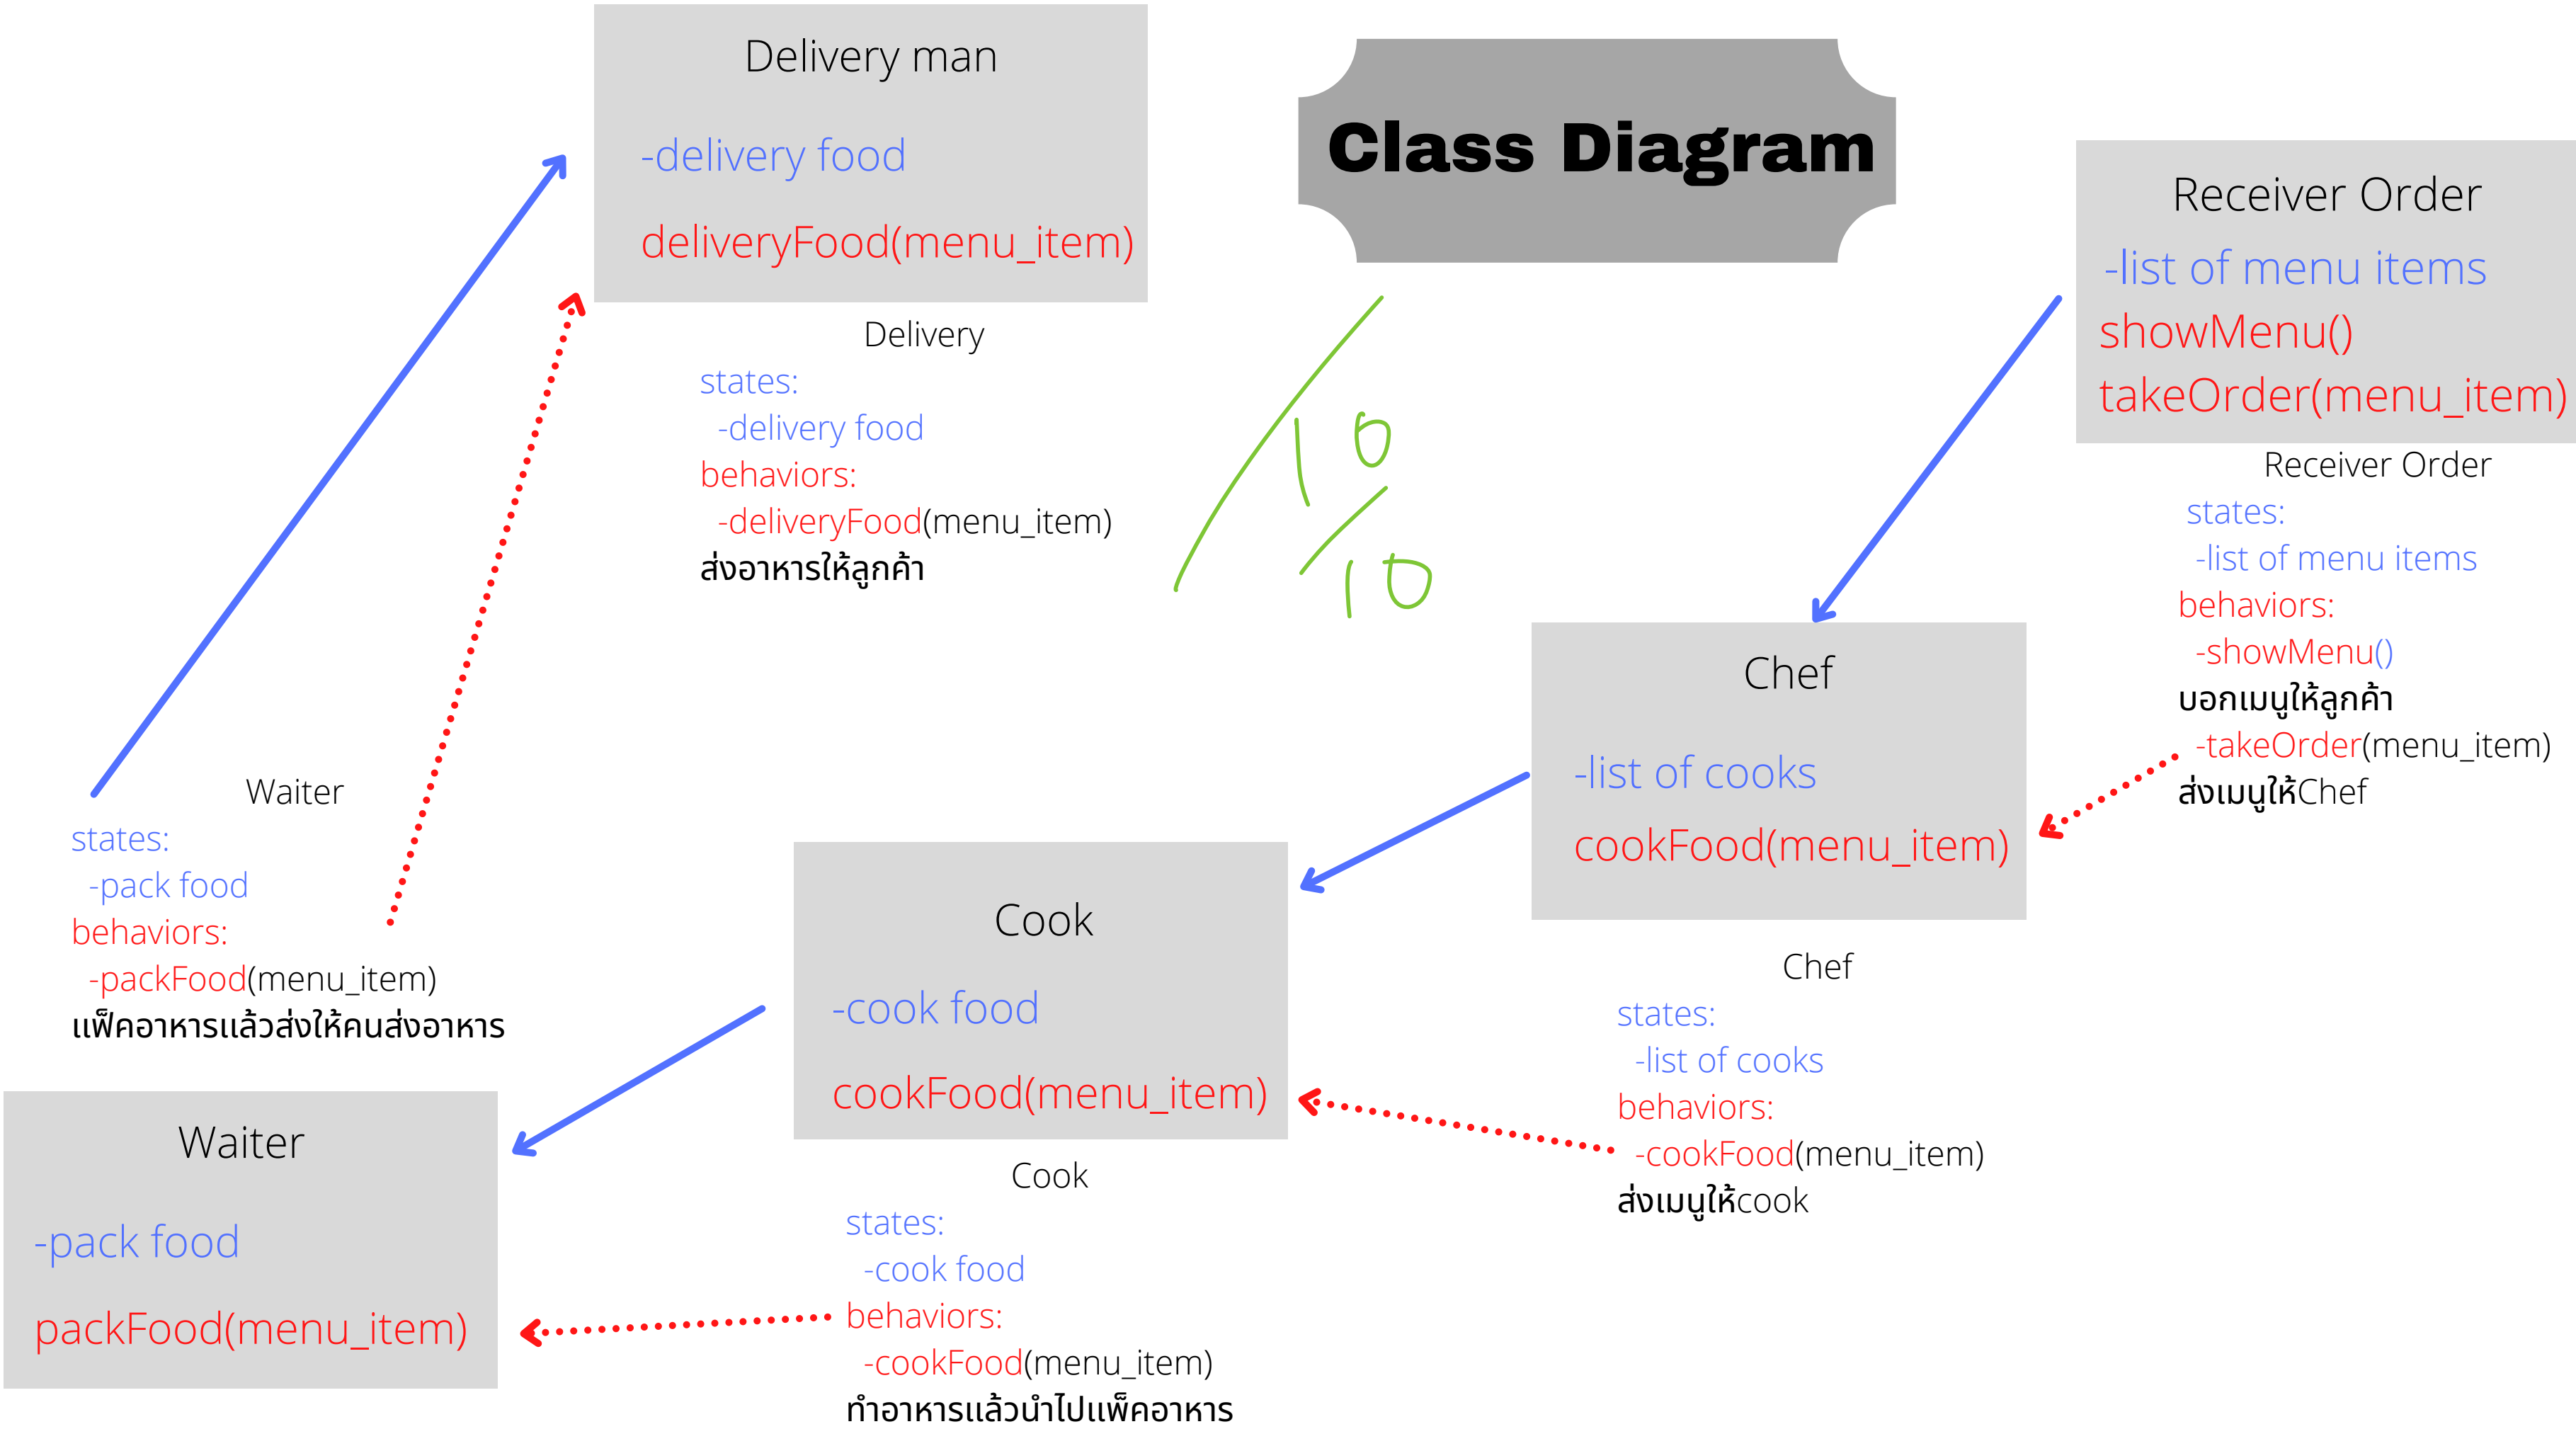 Delivery man
-delivery food
deliveryFood(menu_item)
Delivery
states:
-delivery food
behaviors:
-deliveryFood(menu_item)
ส่งอาหารให้ลูกค้า
Class Diagram
10
/
10
Receiver Order
-list of menu items
showMenu()
takeOrder(menu_item)
Receiver Order
states:
-list of menu items
behaviors:
-showMenu()
บอกเมนูให้ลูกค้า
-takeOrder(menu_item)
ส่งเมนูให้Chef
Chef
-list of cooks
cookFood(menu_item)
Chef
states:
-list of cooks
behaviors:
-cookFood(menu_item)
ส่งเมนูให้cook
Cook
-cook food
cookFood(menu_item)
Cook
states:
-cook food
behaviors:
-cookFood(menu_item)
ทำอาหารแล้วนำไปแพ็คอาหาร
Waiter
states:
-pack food
behaviors:
-packFood(menu_item)
แฟ็คอาหารแล้วส่งให้คนส่งอาหาร
Waiter
-pack food
packFood(menu_item)